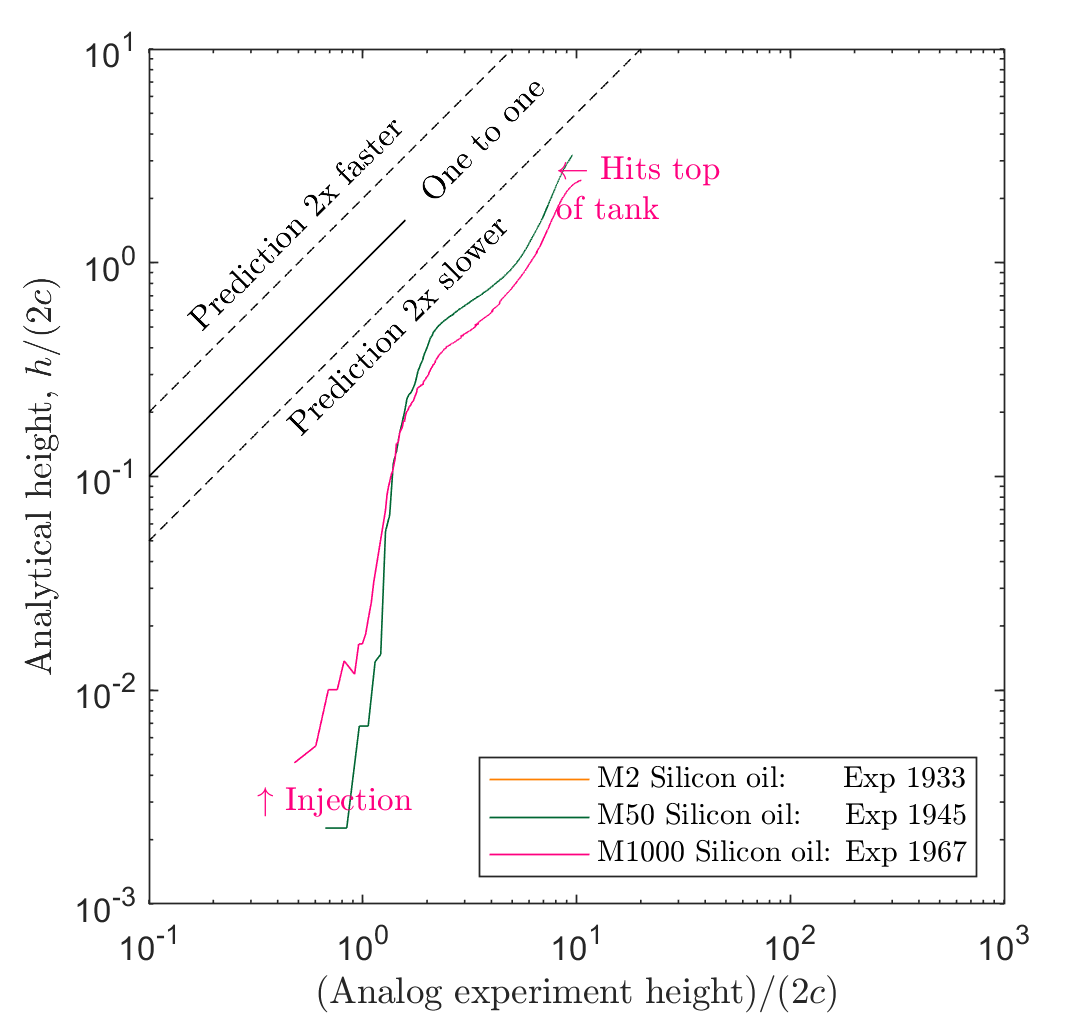 10^1
10^0
10^-1
10^-2
10^-3
Analytical height, h/(2c)
Prediction 2x faster
One to one
Prediction 2x slower
← Hits top
of tank
↑ Injection
M2 Silicon oil: Exp 1933
M50 Silicon oil: Exp 1945
M1000 Silicon oil: Exp 1967
10^-1 10^0 10^1 10^2 10^3
(Analog experiment height)/(2c)